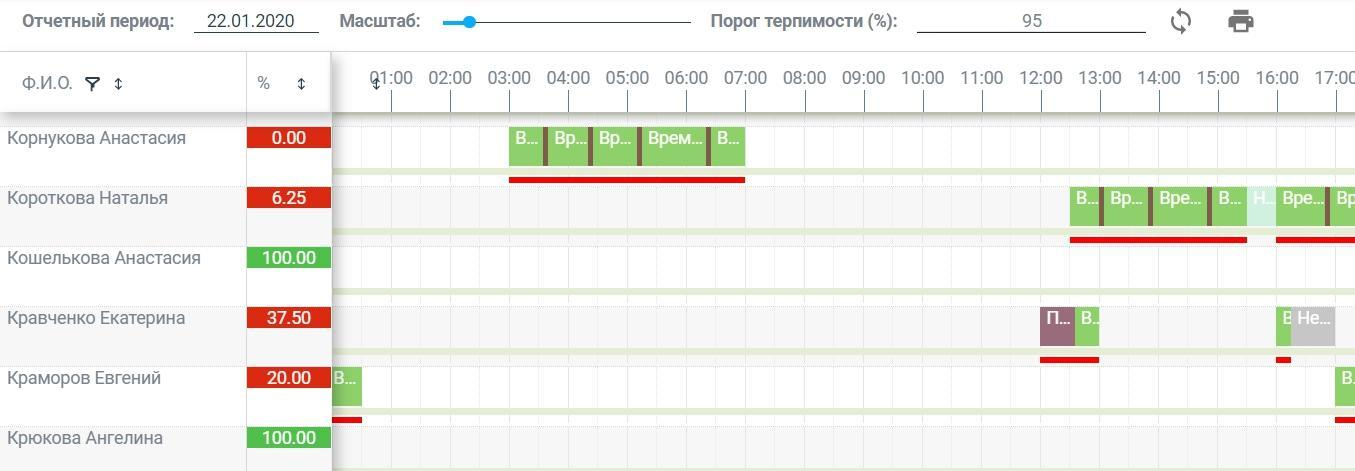 Отчетный период: 22.01.2020 Масштаб: Порог терпимости (%): 95
Ф.И.О. % 01:00 02:00 03:00 04:00 05:00 06:00 07:00 08:00 09:00 10:00 11:00 12:00 13:00 14:00 15:00 16:00 17:00
Корнукова Анастасия 0.00 В... Вр... Вр... Врем... В...
Короткова Наталья 6.25 В... Вр... Вре... В... Н... Вре... Вр
Кошелькова Анастасия 100.00
Кравченко Екатерина 37.50 П... В... В Не...
Краморов Евгений 20.00 В... В.
Крюкова Ангелина 100.00